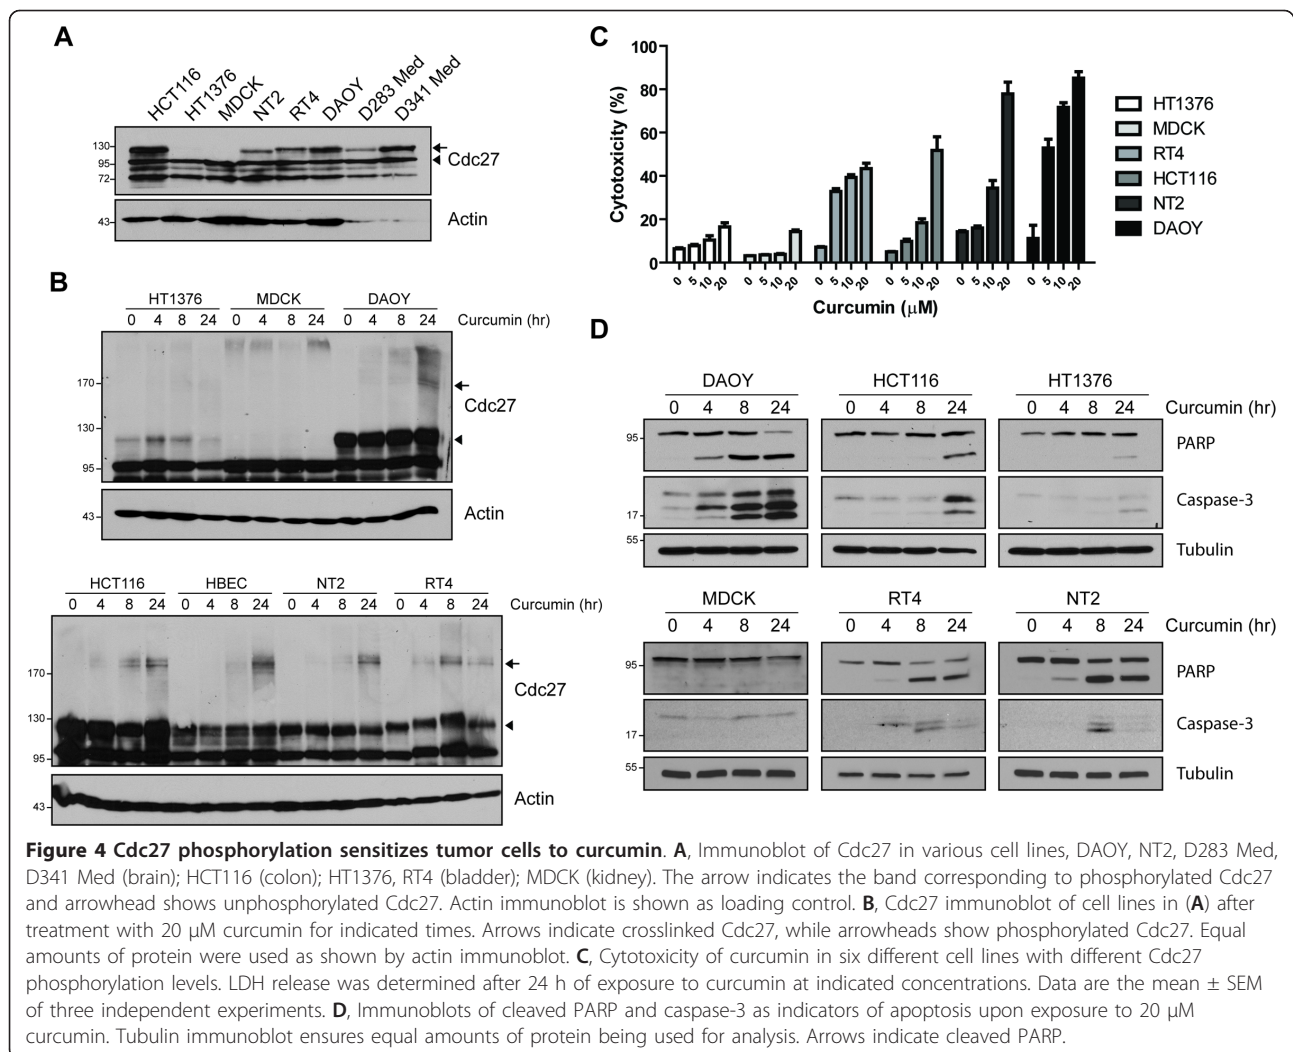 A
HCT116 HT1376 MDCK NT2 RT4 DAOY D283 Med D341 Med
130
95
72
Cdc27
43
Actin
B
HT1376 MDCK DAOY
0 4 8 24 0 4 8 24 0 4 8 24 Curcumin (hr)
170
130
95
Cdc27
43
Actin
HCT116 HBEC NT2 RT4
0 4 8 24 0 4 8 24 0 4 8 24 0 4 8 24 Curcumin (hr)
170
130
95
Cdc27
43
Actin
C
Cytotoxicity (%)
100
80
60
40
20
0
0 5 10 20 0 5 10 20 0 5 10 20 0 5 10 20 0 5 10 20 0 5 10 20
Curcumin (µM)
HT1376
MDCK
RT4
HCT116
NT2
DAOY
D
DAOY HCT116 HT1376
0 4 8 24 0 4 8 24 0 4 8 24 Curcumin (hr)
95
PARP
17
Caspase-3
55
Tubulin
MDCK RT4 NT2
0 4 8 24 0 4 8 24 0 4 8 24 Curcumin (hr)
95
PARP
17
Caspase-3
55
Tubulin
Figure 4 Cdc27 phosphorylation sensitizes tumor cells to curcumin. A, Immunoblot of Cdc27 in various cell lines, DAOY, NT2, D283 Med,
D341 Med (brain); HCT116 (colon); HT1376, RT4 (bladder); MDCK (kidney). The arrow indicates the band corresponding to phosphorylated Cdc27
and arrowhead shows unphosphorylated Cdc27. Actin immunoblot is shown as loading control. B, Cdc27 immunoblot of cell lines in (A) after
treatment with 20 µM curcumin for indicated times. Arrows indicate crosslinked Cdc27, while arrowheads show phosphorylated Cdc27. Equal
amounts of protein were used as shown by actin immunoblot. C, Cytotoxicity of curcumin in six different cell lines with different Cdc27
phosphorylation levels. LDH release was determined after 24 h of exposure to curcumin at indicated concentrations. Data are the mean ± SEM
of three independent experiments. D, Immunoblots of cleaved PARP and caspase-3 as indicators of apoptosis upon exposure to 20 µM
curcumin. Tubulin immunoblot ensures equal amounts of protein being used for analysis. Arrows indicate cleaved PARP.